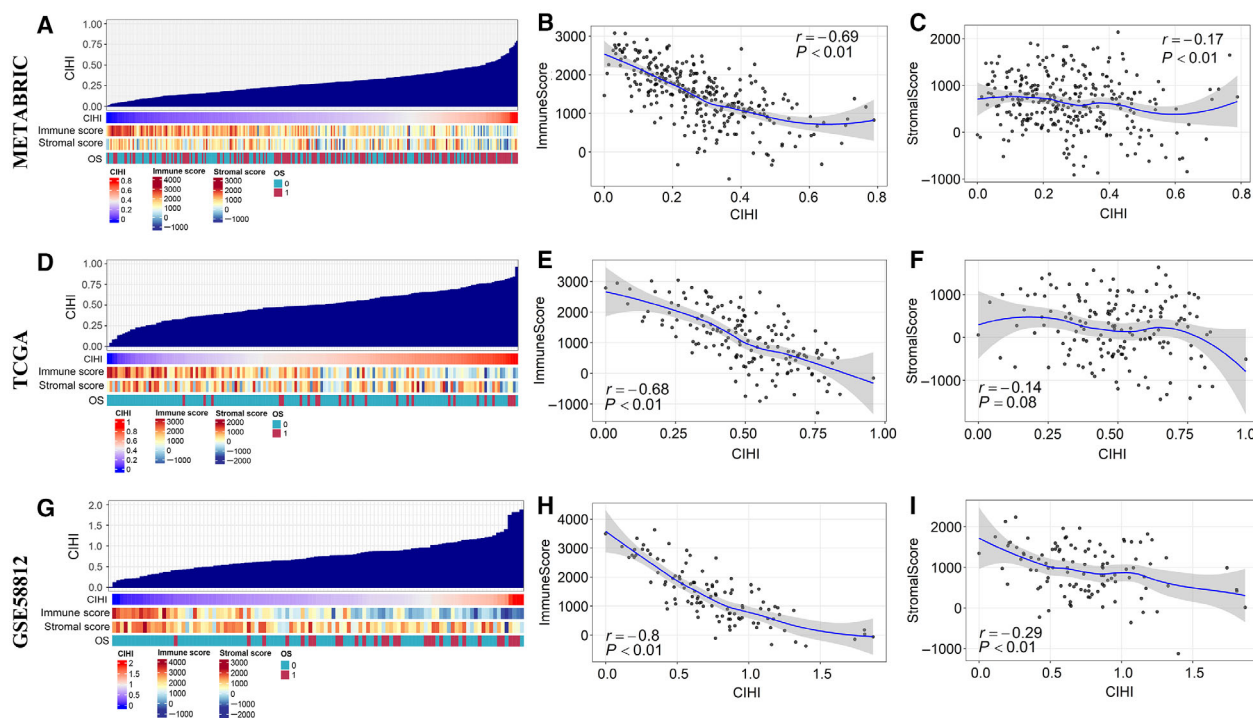 METABRIC
A
1.00
0.75
0.50
0.25
0.00
CIHI
CIHI
Immune score
Stromal score
OS
CIHI
0.8
0.6
0.4
0.2
0
Immune score
4000
3000
2000
1000
0
−1000
Stromal score
3000
2000
1000
0
−1000
OS
0
1
B
r = −0.69
P < 0.01
3000
2000
1000
0
ImmuneScore
0.0 0.1 0.2 0.3 0.4 0.5 0.6 0.7 0.8
CIHI
C
r = −0.17
P < 0.01
2000
1000
0
−1000
StromalScore
0.0 0.2 0.4 0.6 0.8
CIHI
TCGA
D
1.00
0.75
0.50
0.25
0.00
CIHI
CIHI
Immune score
Stromal score
OS
CIHI
1
0.8
0.6
0.4
0.2
0
Immune score
3000
2000
1000
0
−1000
Stromal score
2000
1000
0
−1000
−2000
OS
0
1
E
3000
2000
1000
0
−1000
ImmuneScore
r = −0.68
P < 0.01
0.00 0.25 0.50 0.75 1.00
CIHI
F
1000
0
−1000
StromalScore
r = −0.14
P = 0.08
0.00 0.25 0.50 0.75 1.00
CIHI
GSE58812
G
2.0
1.5
1.0
0.5
0.0
CIHI
CIHI
Immune score
Stromal score
OS
CIHI
2
1.5
1
0.5
0
Immune score
4000
3000
2000
1000
0
−1000
Stromal score
3000
2000
1000
0
−1000
−2000
OS
0
1
H
4000
3000
2000
1000
0
ImmuneScore
r = −0.8
P < 0.01
0.0 0.5 1.0 1.5
CIHI
I
2000
1000
0
−1000
StromalScore
r = −0.29
P < 0.01
0.0 0.5 1.0 1.5
CIHI